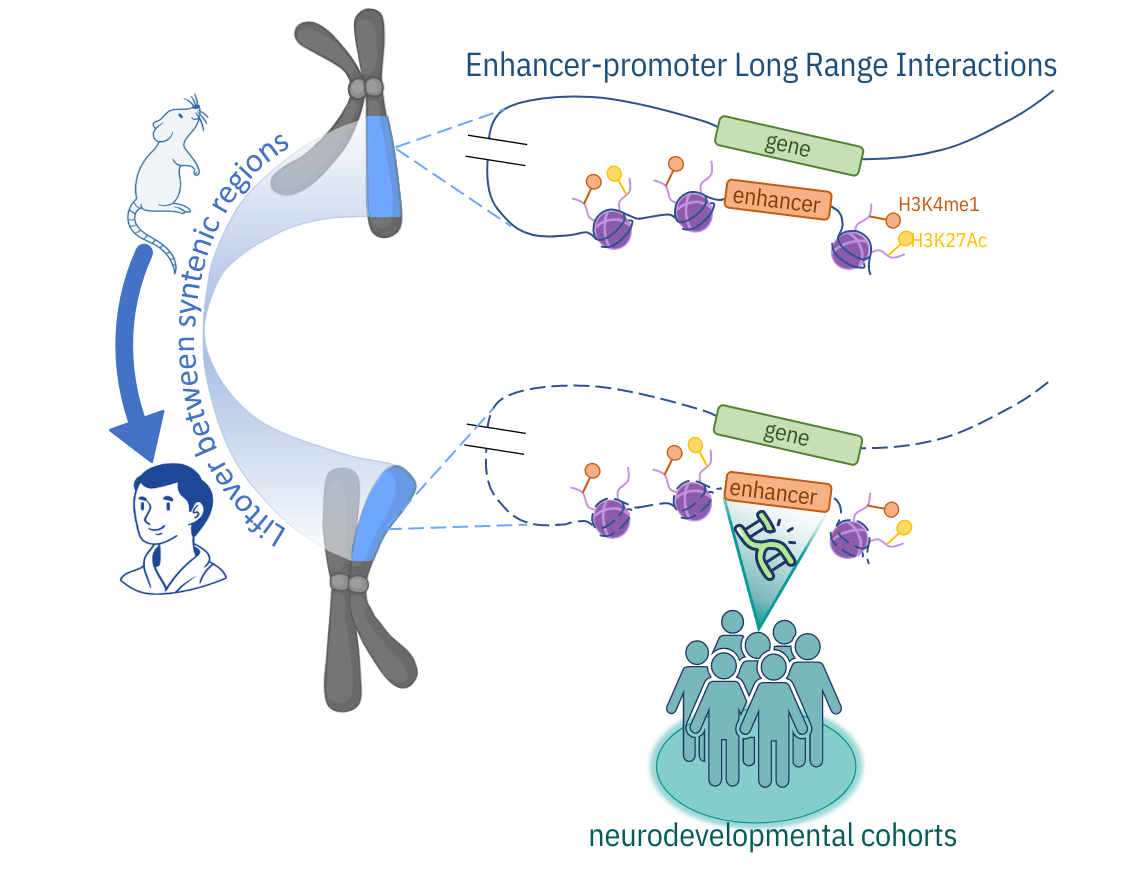 Enhancer-promoter Long Range Interactions
gene
enhancer
H3K4me1
H3K27Ac
Liftover between syntenic regions
gene
enhancer
neurodevelopmental cohorts